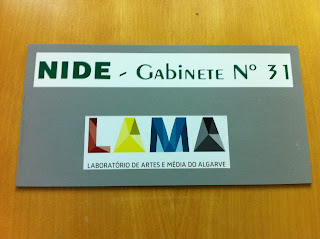 NIDE - GABINETE Nº 31
LAMA
LABORATÓRIO DE ARTES E MÉDIA DO ALGARVE